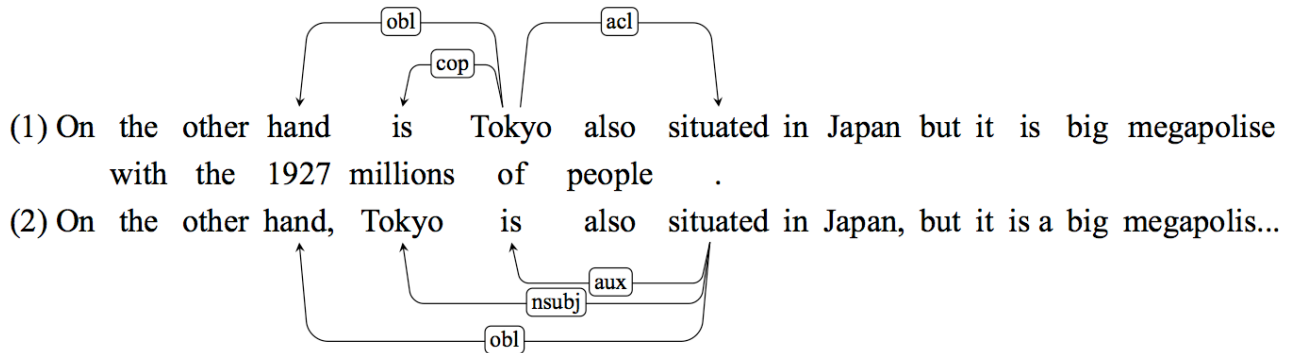 obl acl
cop
(1) On the other hand is Tokyo also situated in Japan but it is big megapolise
with the 1927 millions of people .
(2) On the other hand, Tokyo is also situated in Japan, but it is a big megapolis...
aux
nsubj
obl